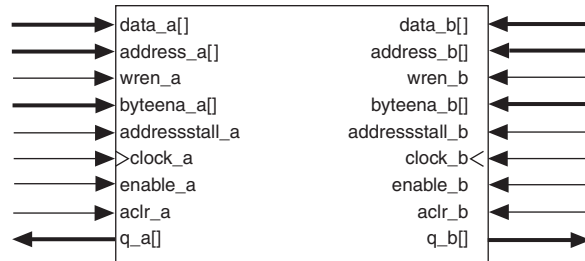 data_a[] data_b[]
address_a[] address_b[]
wren_a wren_b
byteena_a[] byteena_b[]
addressstall_a addressstall_b
clock_a clock_b
enable_a enable_b
aclr_a aclr_b
q_a[] q_b[]